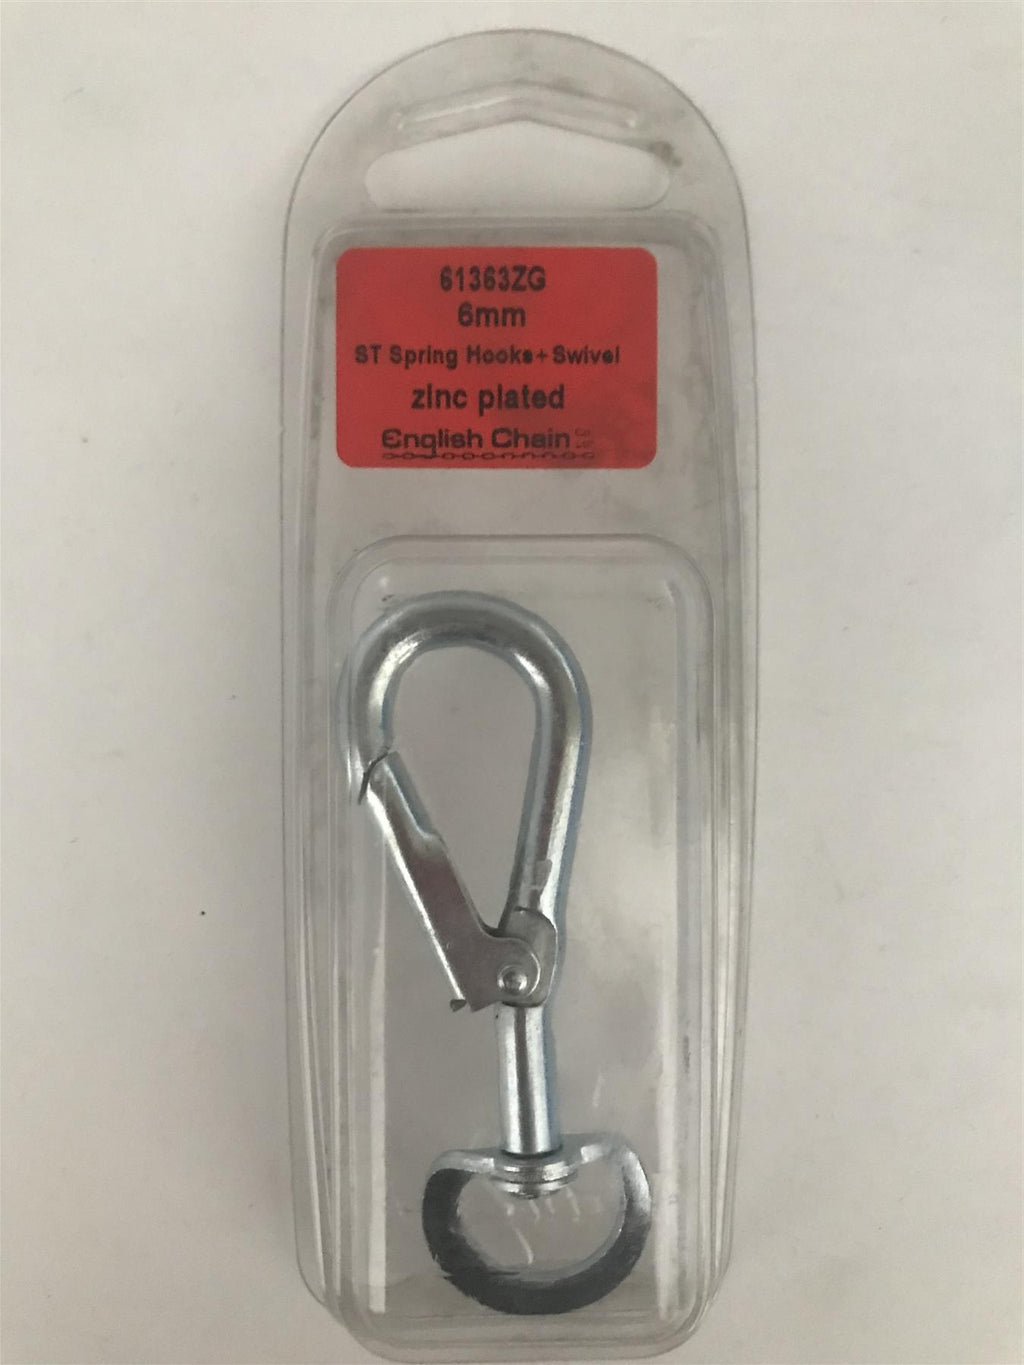 61363ZG
6mm
ST Spring Hooks+Swivel
zinc plated
English Chain